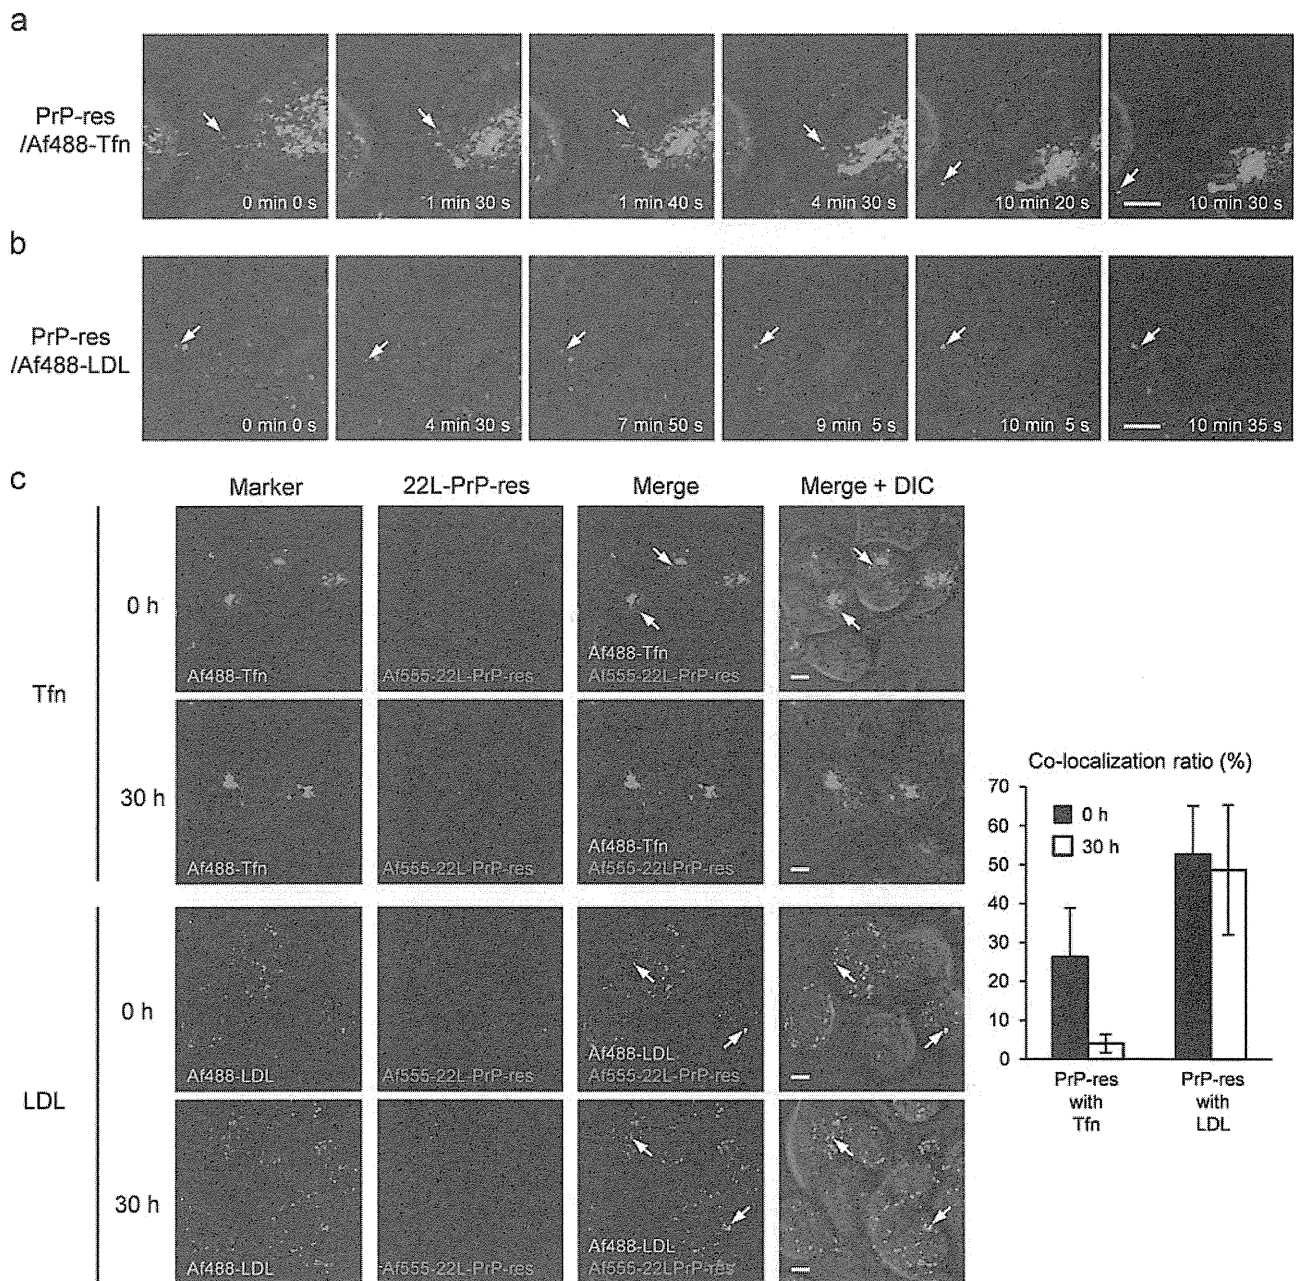 a
PrP-res
/Af488-Tfn
0 min 0 s
1 min 30 s
1 min 40 s
4 min 30 s
10 min 20 s
10 min 30 s
b
PrP-res
/Af488-LDL
0 min 0 s
4 min 30 s
7 min 50 s
9 min 5 s
10 min 5 s
10 min 35 s
c
Marker
22L-PrP-res
Merge
Merge + DIC
Tfn
0 h
Af488-Tfn
Af555-22L-PrP-res
Af488-Tfn
Af555-22L-PrP-res
30 h
Af488-Tfn
Af555-22L-PrP-res
Af488-Tfn
Af555-22LPrP-res
LDL
0 h
Af488-LDL
Af555-22L-PrP-res
Af488-LDL
Af555-22L-PrP-res
30 h
Af488-LDL
Af555-22L-PrP-res
Af488-LDL
Af555-22LPrP-res
Co-localization ratio (%)
70
60
50
40
30
20
10
0
0 h
30 h
PrP-res
with
Tfn
PrP-res
with
LDL